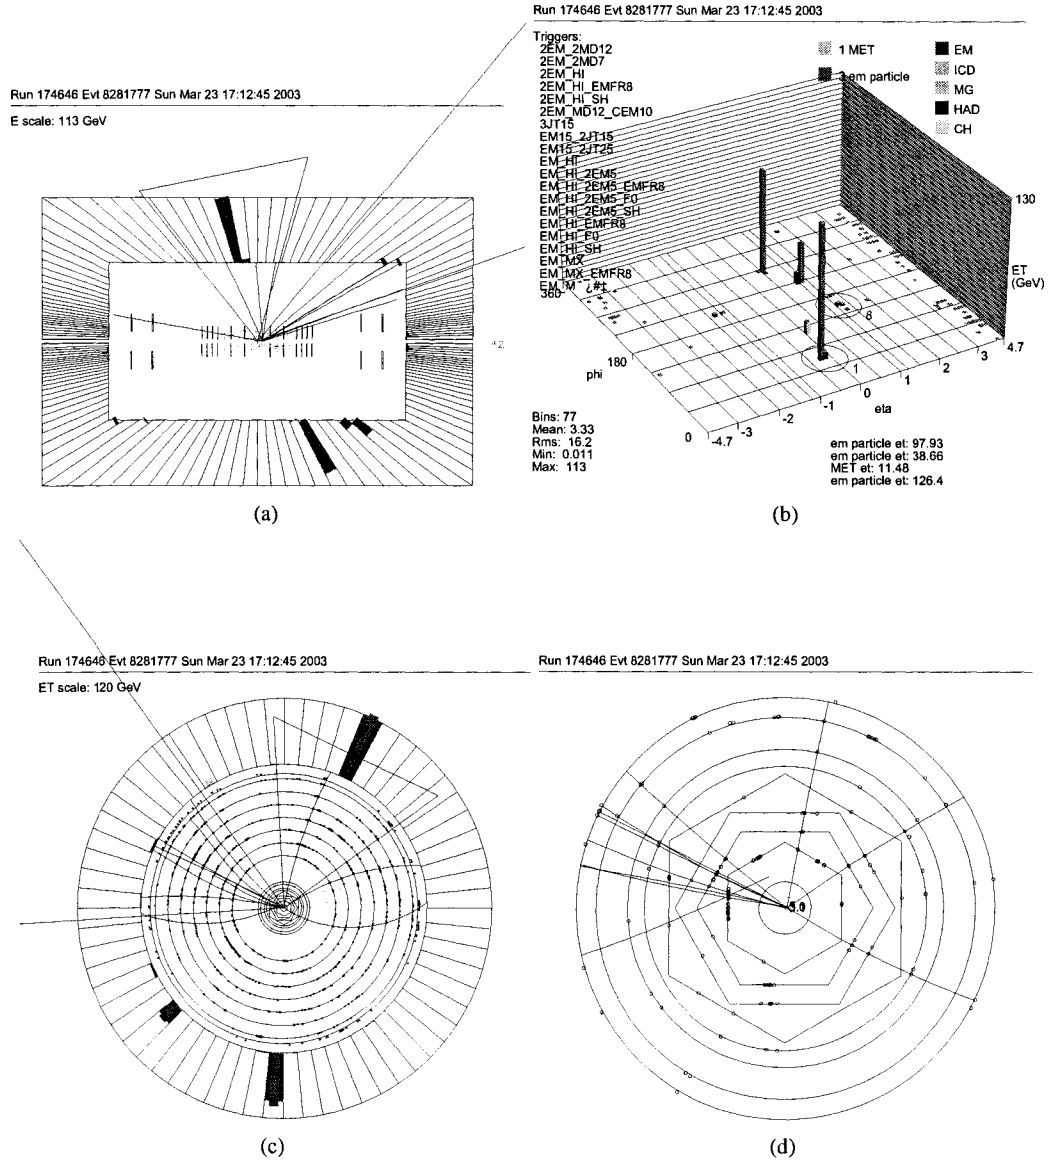 Run 174646 Evt 8281777 Sun Mar 23 17:12:45 2003
E scale: 113 GeV
(a)
Run 174646 Evt 8281777 Sun Mar 23 17:12:45 2003
Triggers:
2EM_2MD12
2EM_2MD7
2EM_HI
2EM_HI_EMFR8
2EM_HI_SH
2EM_MD12_CEM10
3JT15
EM15_2JT15
EM15_2JT25
EM_HI
EM_HI_2EM5
EM_HI_2EM5_EMFR8
EM_HI_2EM5_F0
EM_HI_2EM5_SH
EM_HI_EMFR8
EM_HI_F0
EM_HI_SH
EM_MX
EM_MX_EMFR8
1 MET
em particle
EM
ICD
MG
HAD
CH
130
ET
(GeV)
360
180
phi
0
-4.7
-3
-2
-1
0
1
2
3
4.7
eta
6
1
Bins: 77
Mean: 3.33
Rms: 16.2
Min: 0.011
Max: 113
em particle et: 97.93
em particle et: 38.66
MET et: 11.48
em particle et: 126.4
(b)
Run 174646 Evt 8281777 Sun Mar 23 17:12:45 2003
ET scale: 120 GeV
(c)
Run 174646 Evt 8281777 Sun Mar 23 17:12:45 2003
(d)